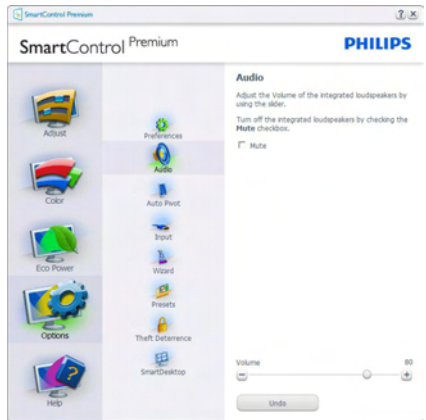 SmartControl Premium
SmartControl Premium
PHILIPS
Adjust
Color
Eco Power
Options
Help
Preferences
Audio
Auto Pivot
Input
Wizard
Presets
Theft Deterrence
SmartDesktop
Audio
Adjust the Volume of the integrated loudspeakers by
using the slider.
Turn off the integrated loudspeakers by checking the
Mute checkbox.
Mute
Volume 80
Undo